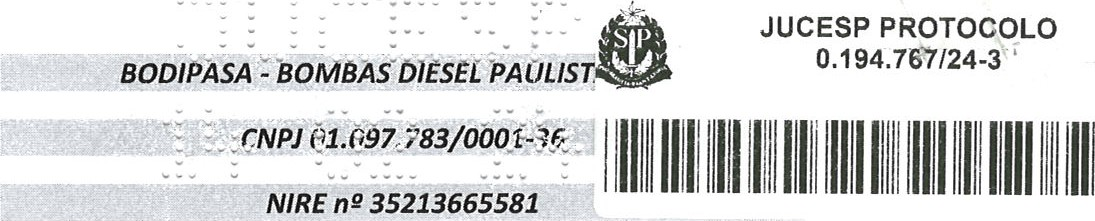 JUCESP PROTOCOLO
0.194.767/24-3
BODIPASA - BOMBAS DIESEL PAULIST
CNPJ 01.097.783/0001-36
NIRE nº 35213665581
SP